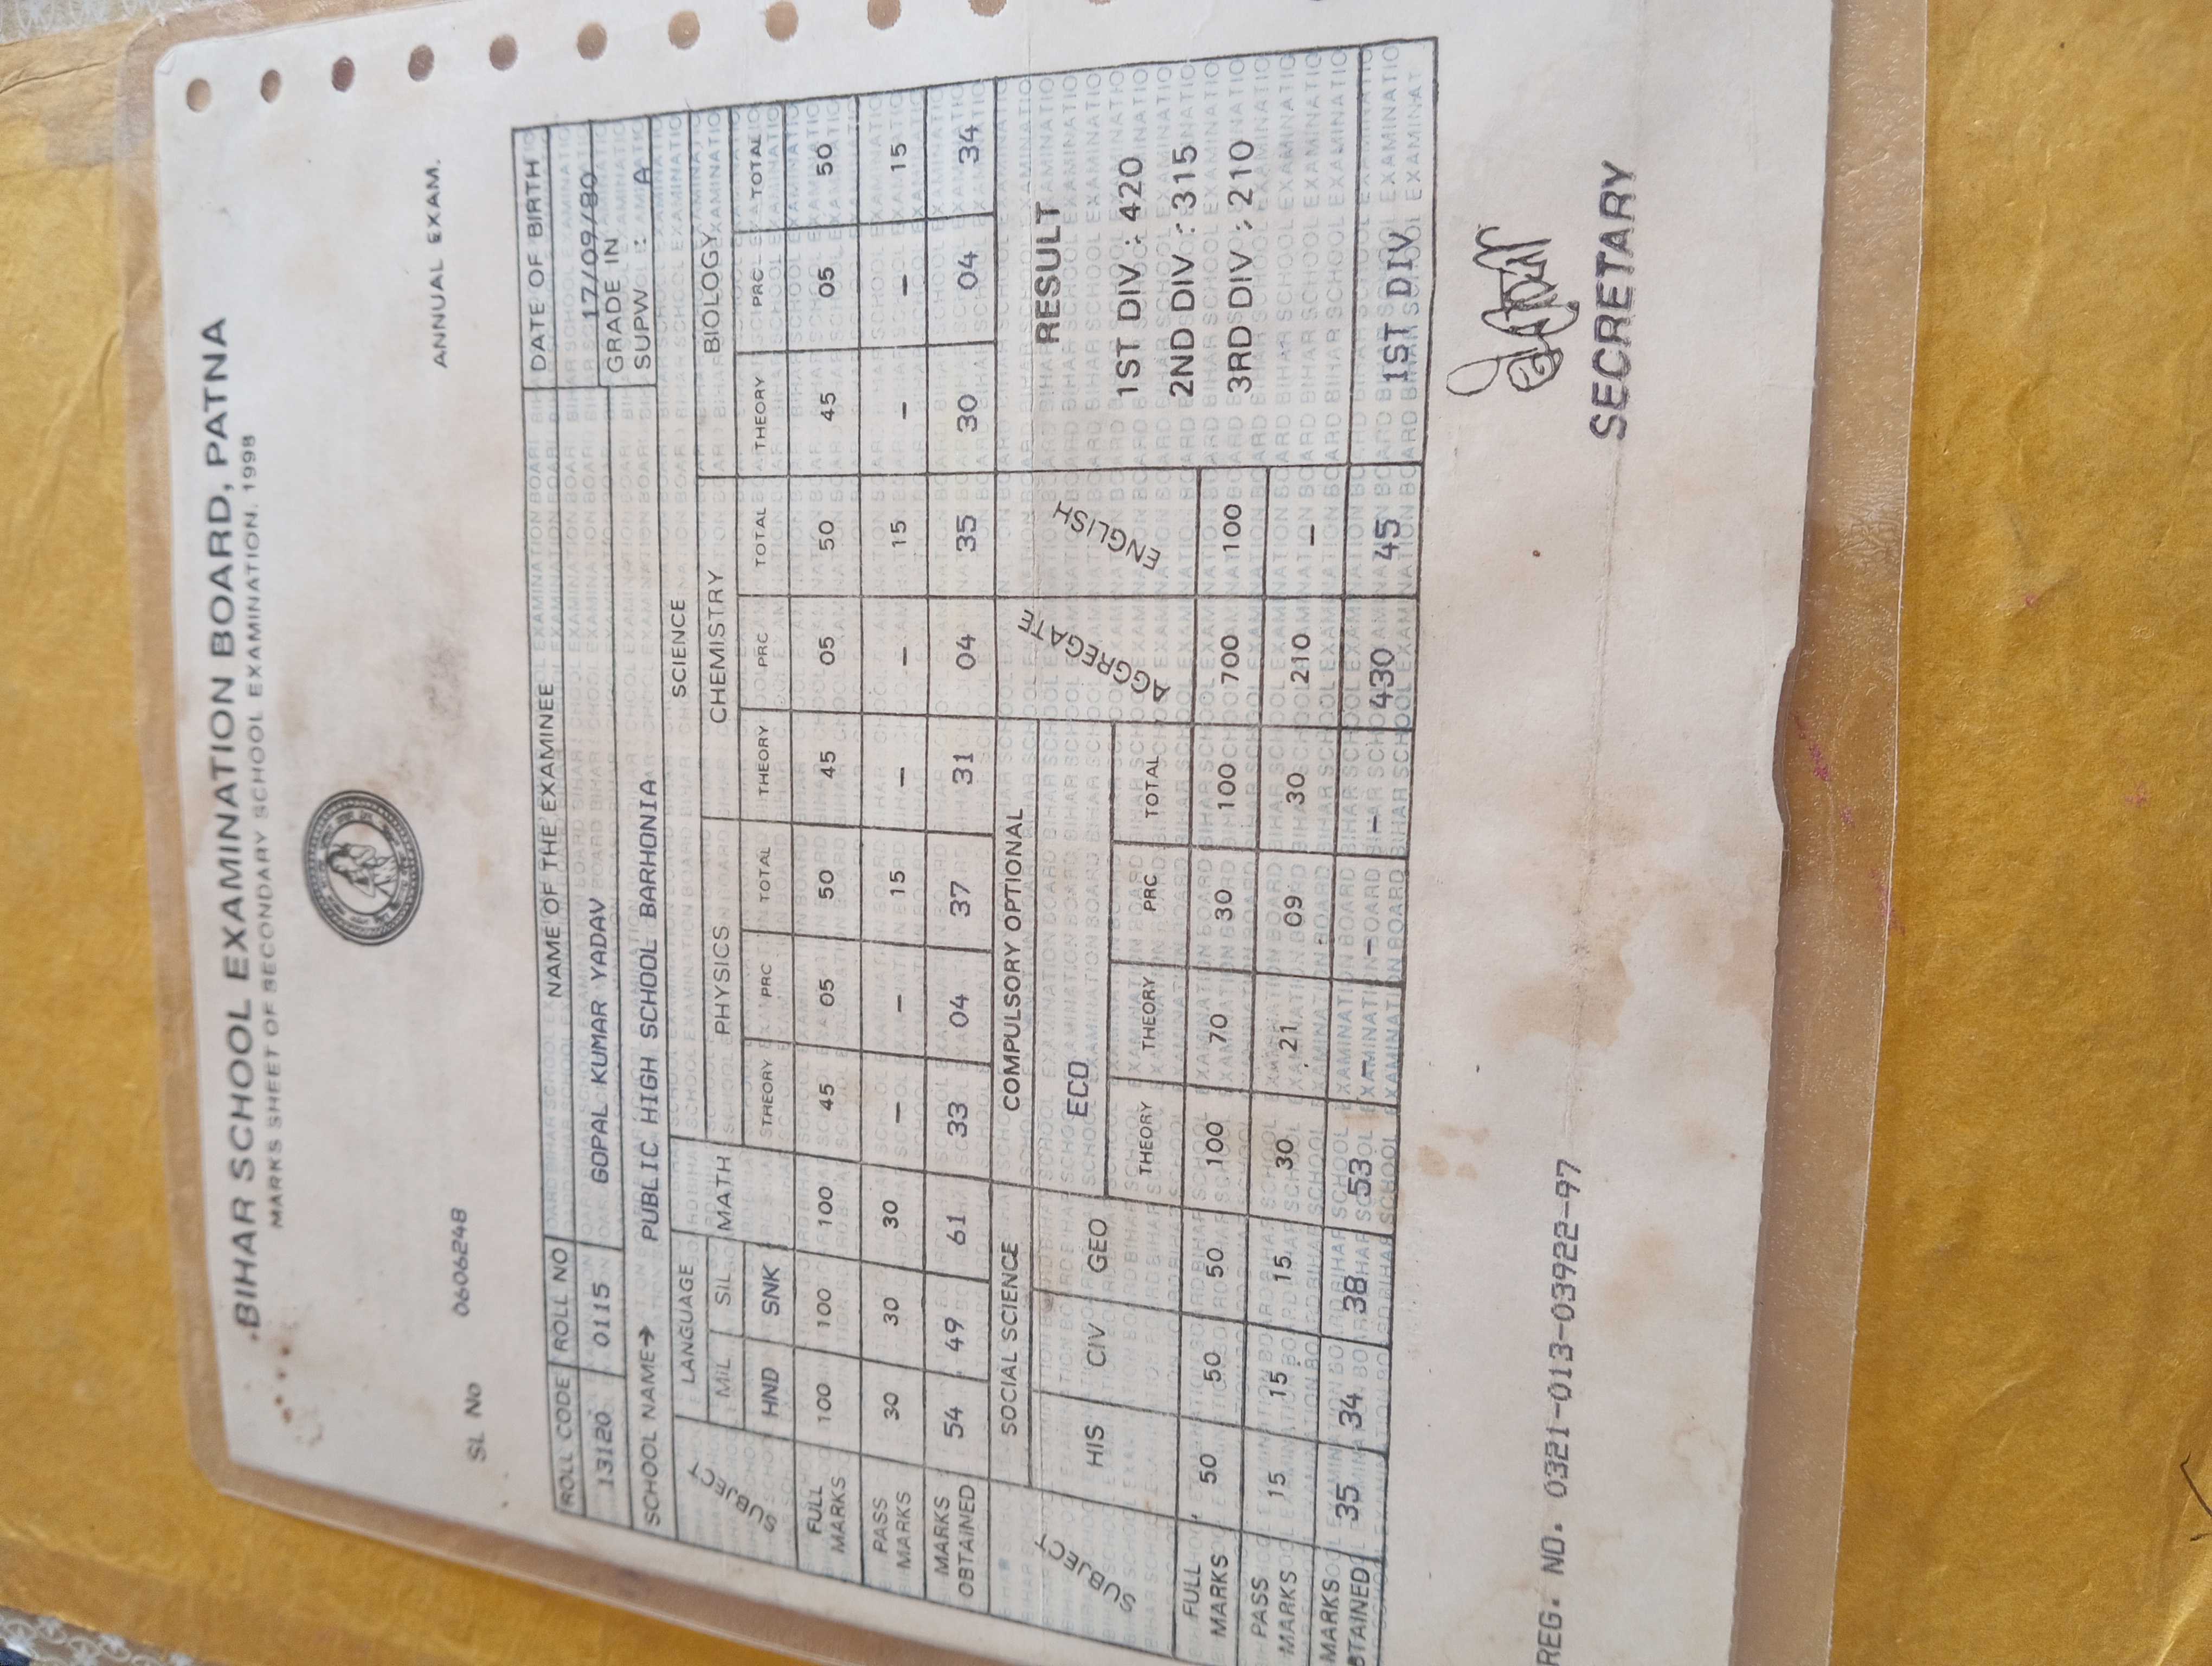 BIHAR SCHOOL EXAMINATION BOARD, PATNA
MARKS SHEET OF SECONDARY SCHOOL EXAMINATION, 1998
Sl. No 0606248 ANNUAL EXAM.
ROLL CODE ROLL NO NAME OF THE EXAMINEE DATE OF BIRTH
13120 0115 GOPAL KUMAR YADAV 17/09/80
SCHOOL NAME→ PUBLIC HIGH SCHOOL BARHONIA GRADE IN SUPW : A
SUBJECT LANGUAGE MATH SCIENCE
MIL SIL PHYSICS CHEMISTRY BIOLOGY
HND SNK THEORY PRC TOTAL THEORY PRC TOTAL THEORY PRC TOTAL
FULL MARKS 100 100 100 45 05 50 45 05 50 45 05 50
PASS MARKS 30 30 30 – – 15 – – 15 – – 15
MARKS OBTAINED 54 49 61 33 04 37 31 04 35 30 04 34
SUBJECT SOCIAL SCIENCE COMPULSORY OPTIONAL AGGREGATE ENGLISH RESULT
HIS CIV GEO ECO
THEORY THEORY PRC TOTAL
1ST DIV : 420
2ND DIV : 315
3RD DIV : 210
FULL MARKS 50 50 50 100 70 30 100 700 100
PASS MARKS 15 15 15 30 21 09 30 210 –
MARKS BTAINED 35 34 38 53 – – – 430 45 1ST DIV
REG. NO. 0321-013-03922-97 SECRETARY